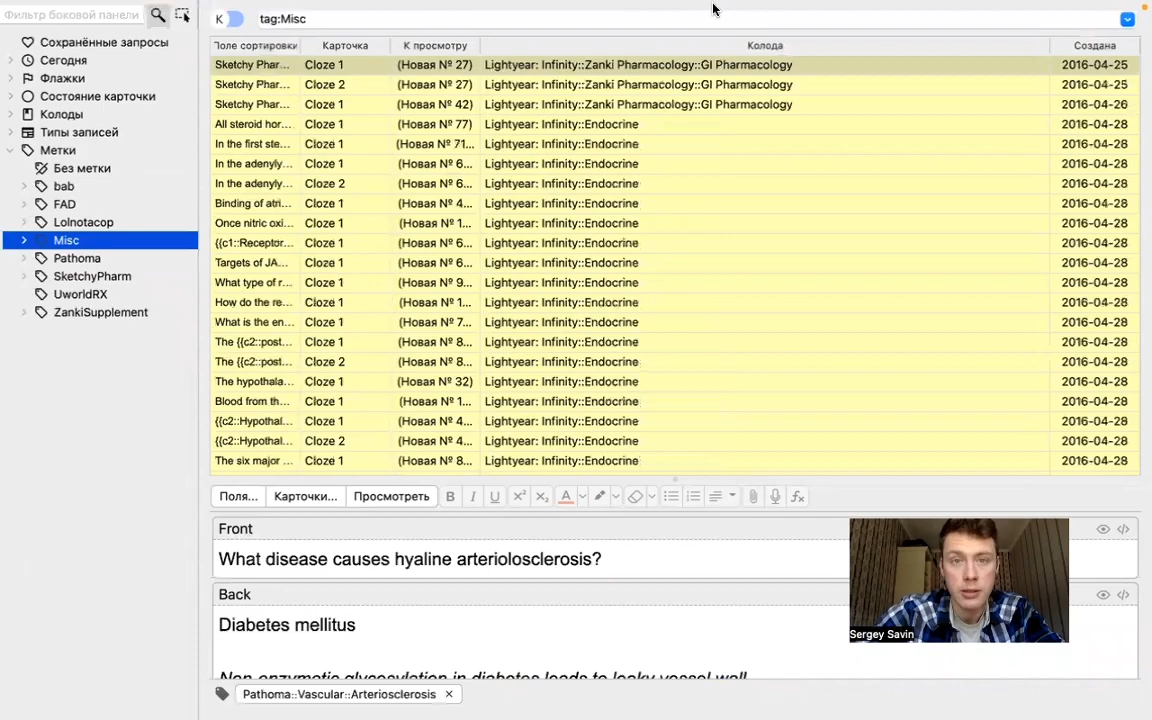 Фильтр боковой панели
Сохранённые запросы
Сегодня
Флажки
Состояние карточки
Колоды
Типы записей
Метки
Без метки
bab
FAD
Lolnotacop
Misc
Pathoma
SketchyPharm
UworldRX
ZankiSupplement
К tag:Misc
Поле сортировки Карточка К просмотру Колода Создана
Sketchy Phar... Cloze 1 (Новая № 27) Lightyear: Infinity::Zanki Pharmacology::GI Pharmacology 2016-04-25
Sketchy Phar... Cloze 2 (Новая № 27) Lightyear: Infinity::Zanki Pharmacology::GI Pharmacology 2016-04-25
Sketchy Phar... Cloze 1 (Новая № 42) Lightyear: Infinity::Zanki Pharmacology::GI Pharmacology 2016-04-26
All steroid hor... Cloze 1 (Новая № 77) Lightyear: Infinity::Endocrine 2016-04-28
In the first ste... Cloze 1 (Новая № 71... Lightyear: Infinity::Endocrine 2016-04-28
In the adenyly... Cloze 1 (Новая № 6... Lightyear: Infinity::Endocrine 2016-04-28
In the adenyly... Cloze 2 (Новая № 6... Lightyear: Infinity::Endocrine 2016-04-28
Binding of atri... Cloze 1 (Новая № 4... Lightyear: Infinity::Endocrine 2016-04-28
Once nitric oxi... Cloze 1 (Новая № 1... Lightyear: Infinity::Endocrine 2016-04-28
{{c1::Receptor... Cloze 1 (Новая № 6... Lightyear: Infinity::Endocrine 2016-04-28
Targets of JA... Cloze 1 (Новая № 6... Lightyear: Infinity::Endocrine 2016-04-28
What type of r... Cloze 1 (Новая № 9... Lightyear: Infinity::Endocrine 2016-04-28
How do the re... Cloze 1 (Новая № 1... Lightyear: Infinity::Endocrine 2016-04-28
What is the en... Cloze 1 (Новая № 7... Lightyear: Infinity::Endocrine 2016-04-28
The {{c2::post... Cloze 1 (Новая № 8... Lightyear: Infinity::Endocrine 2016-04-28
The {{c2::post... Cloze 2 (Новая № 8... Lightyear: Infinity::Endocrine 2016-04-28
The hypothala... Cloze 1 (Новая № 32) Lightyear: Infinity::Endocrine 2016-04-28
Blood from th... Cloze 1 (Новая № 1... Lightyear: Infinity::Endocrine 2016-04-28
{{c2::Hypothal... Cloze 1 (Новая № 4... Lightyear: Infinity::Endocrine 2016-04-28
{{c2::Hypothal... Cloze 2 (Новая № 4... Lightyear: Infinity::Endocrine 2016-04-28
The six major ... Cloze 1 (Новая № 8... Lightyear: Infinity::Endocrine 2016-04-28
Поля... Карточки... Просмотреть B I U x² x₂ A
Front
What disease causes hyaline arteriolosclerosis?
Back
Diabetes mellitus
Non-enzymatic glycosylation in diabetes leads to leaky vessel wall
Sergey Savin
Pathoma::Vascular::Arteriosclerosis ×